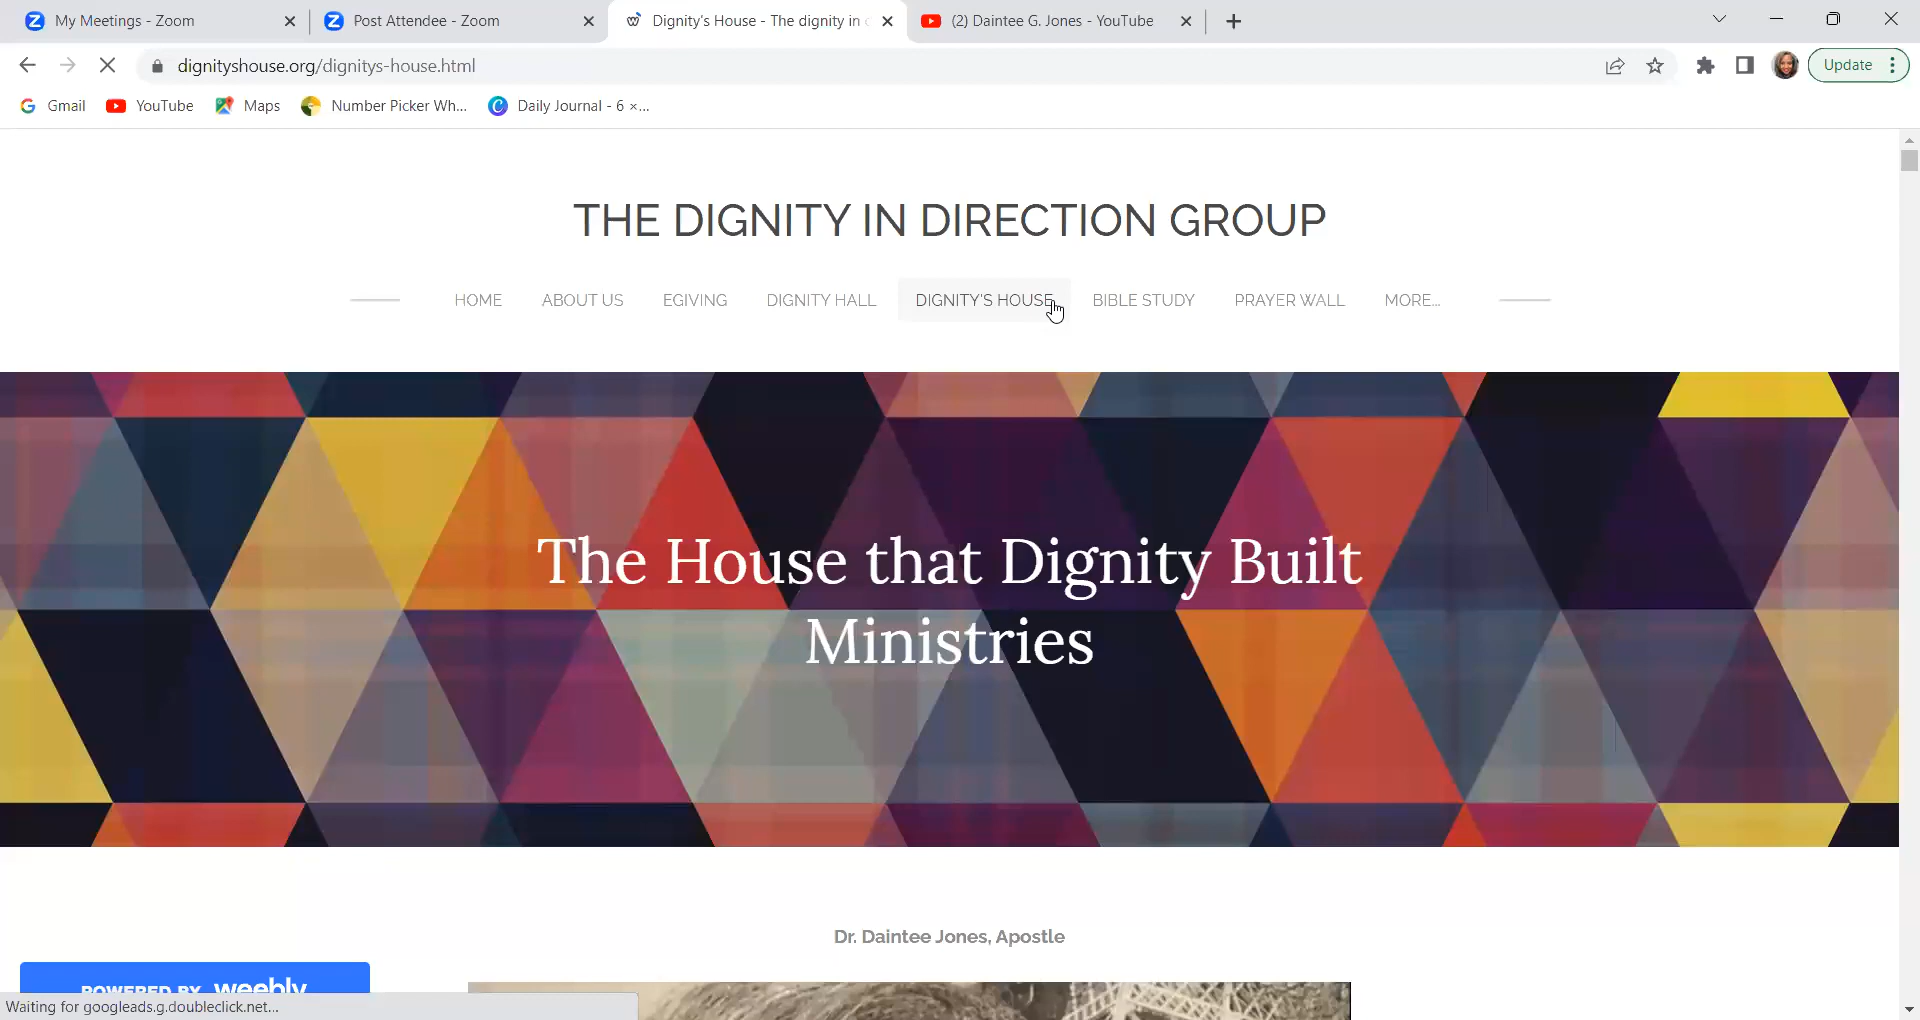 My Meetings - Zoom
Post Attendee - Zoom
Dignity's House - The dignity in
(2) Daintee G. Jones - YouTube
dignityshouse.org/dignitys-house.html
Update
Gmail
YouTube
Maps
Number Picker Wh...
Daily Journal - 6 ×...
THE DIGNITY IN DIRECTION GROUP
HOME ABOUT US EGIVING DIGNITY HALL DIGNITY'S HOUSE BIBLE STUDY PRAYER WALL MORE...
The House that Dignity Built
Ministries
Dr. Daintee Jones, Apostle
POWERED BY weebly
Waiting for googleads.g.doubleclick.net...